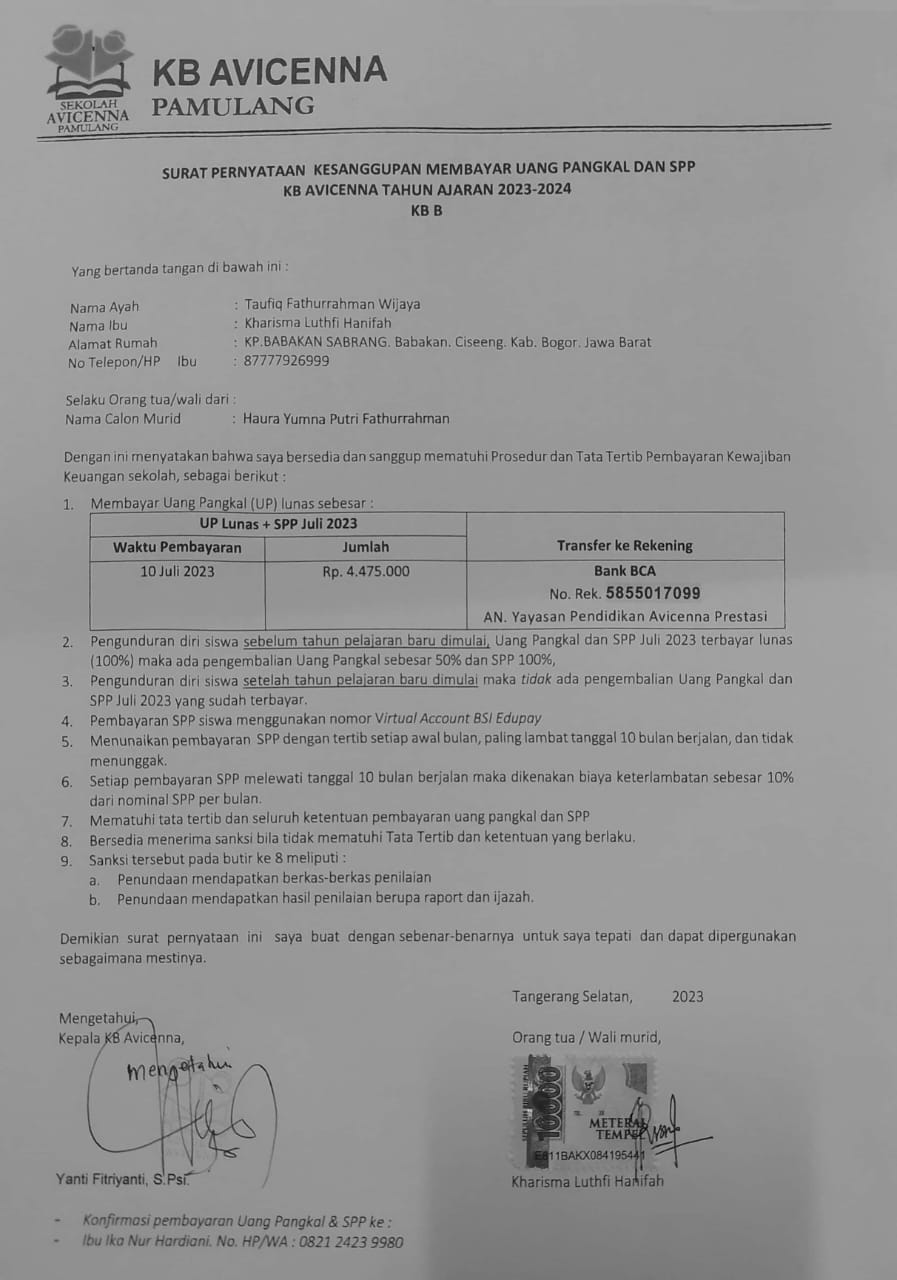 SEKOLAH
AVICENNA
PAMULANG
KB AVICENNA
PAMULANG
SURAT PERNYATAAN KESANGGUPAN MEMBAYAR UANG PANGKAL DAN SPP
KB AVICENNA TAHUN AJARAN 2023-2024
KB B
Yang bertanda tangan di bawah ini :
Nama Ayah : Taufiq Fathurrahman Wijaya
Nama Ibu : Kharisma Luthfi Hanifah
Alamat Rumah : KP.BABAKAN SABRANG. Babakan. Ciseeng. Kab. Bogor. Jawa Barat
No Telepon/HP Ibu : 87777926999
Selaku Orang tua/wali dari :
Nama Calon Murid : Haura Yumna Putri Fathurrahman
Dengan ini menyatakan bahwa saya bersedia dan sanggup mematuhi Prosedur dan Tata Tertib Pembayaran Kewajiban
Keuangan sekolah, sebagai berikut :
1. Membayar Uang Pangkal (UP) lunas sebesar :
UP Lunas + SPP Juli 2023
Waktu Pembayaran Jumlah Transfer ke Rekening
10 Juli 2023 Rp. 4.475.000 Bank BCA
No. Rek. 5855017099
AN. Yayasan Pendidikan Avicenna Prestasi
2. Pengunduran diri siswa sebelum tahun pelajaran baru dimulai, Uang Pangkal dan SPP Juli 2023 terbayar lunas
(100%) maka ada pengembalian Uang Pangkal sebesar 50% dan SPP 100%,
3. Pengunduran diri siswa setelah tahun pelajaran baru dimulai maka tidak ada pengembalian Uang Pangkal dan
SPP Juli 2023 yang sudah terbayar.
4. Pembayaran SPP siswa menggunakan nomor Virtual Account BSI Edupay
5. Menunaikan pembayaran SPP dengan tertib setiap awal bulan, paling lambat tanggal 10 bulan berjalan, dan tidak
menunggak.
6. Setiap pembayaran SPP melewati tanggal 10 bulan berjalan maka dikenakan biaya keterlambatan sebesar 10%
dari nominal SPP per bulan.
7. Mematuhi tata tertib dan seluruh ketentuan pembayaran uang pangkal dan SPP
8. Bersedia menerima sanksi bila tidak mematuhi Tata Tertib dan ketentuan yang berlaku.
9. Sanksi tersebut pada butir ke 8 meliputi :
a. Penundaan mendapatkan berkas-berkas penilaian
b. Penundaan mendapatkan hasil penilaian berupa raport dan ijazah.
Demikian surat pernyataan ini saya buat dengan sebenar-benarnya untuk saya tepati dan dapat dipergunakan
sebagaimana mestinya.
Tangerang Selatan, 2023
Mengetahui,
Kepala KB Avicenna,
Orang tua / Wali murid,
Mengetahui
10000
METERAI
TEMPEL
Yanti Fitriyanti, S.Psi.
Kharisma Luthfi Hanifah
- Konfirmasi pembayaran Uang Pangkal & SPP ke :
- Ibu Ika Nur Hardiani. No. HP/WA : 0821 2423 9980